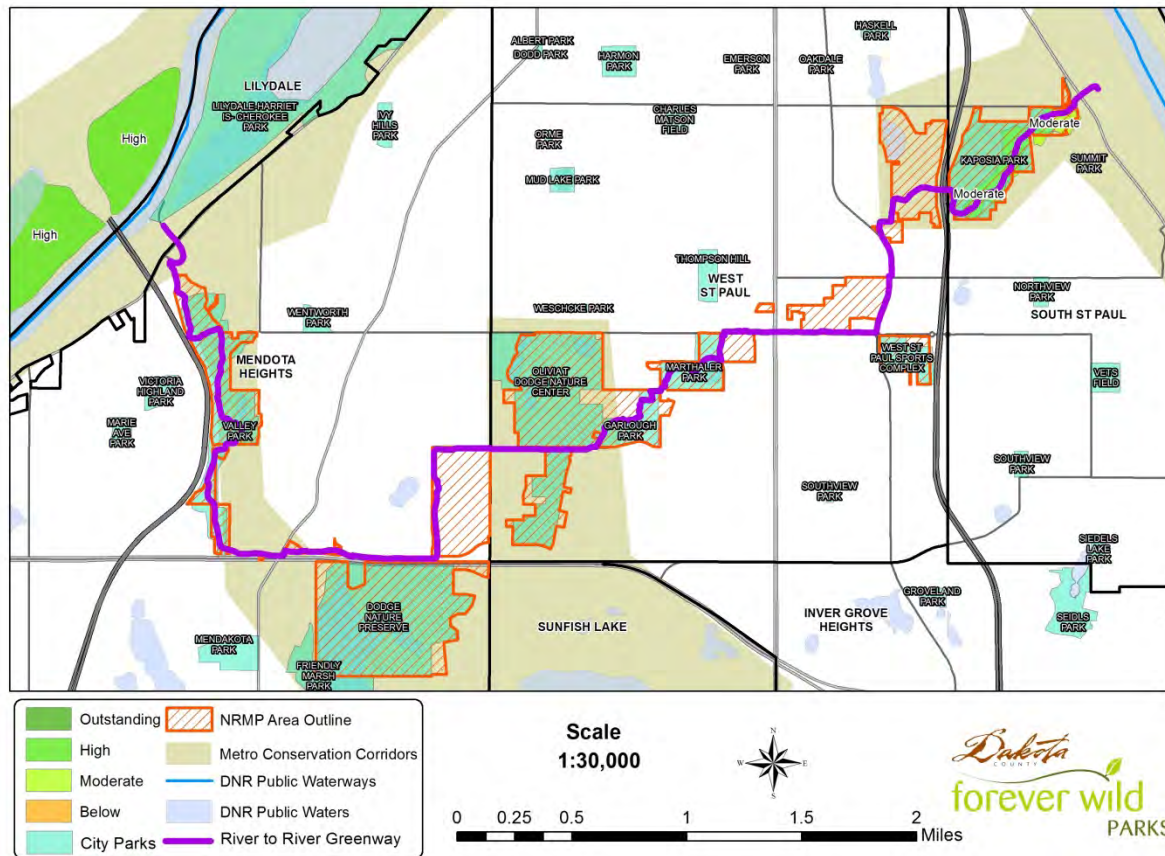 HASKELL
PARK
ALBERT PARK
DODD PARK
HARMON
PARK
EMERSON
PARK
OAKDALE
PARK
LILYDALE
LILYDALE-HARRIET
IS- CHEROKEE
PARK
High
IVY
HILLS
PARK
CHARLES
MATSON
FIELD
ORME
PARK
Moderate
KAPOSIA PARK
SUMMIT
PARK
MUD LAKE PARK
Moderate
High
THOMPSON HILL
WEST
ST PAUL
NORTHVIEW
PARK
SOUTH ST PAUL
WENTWORTH
PARK
WESCHCKE PARK
MENDOTA
HEIGHTS
OLIVIA T
DODGE NATURE
CENTER
MARTHALER
PARK
WEST ST
PAUL SPORTS
COMPLEX
VETS
FIELD
VICTORIA
HIGHLAND
PARK
MARIE
AVE
PARK
VALLEY
PARK
GARLOUGH
PARK
SOUTHVIEW
PARK
SOUTHVIEW
PARK
SIEDELS
LAKE
PARK
DODGE
NATURE
PRESERVE
GROVELAND
PARK
INVER GROVE
HEIGHTS
SEIDLS
PARK
SUNFISH LAKE
MENDAKOTA
PARK
FRIENDLY
MARSH
PARK
Outstanding
High
Moderate
Below
City Parks
NRMP Area Outline
Metro Conservation Corridors
DNR Public Waterways
DNR Public Waters
River to River Greenway
Scale
1:30,000
N
W E
S
0 0.25 0.5 1 1.5 2
Miles
Dakota
COUNTY
forever wild
PARKS